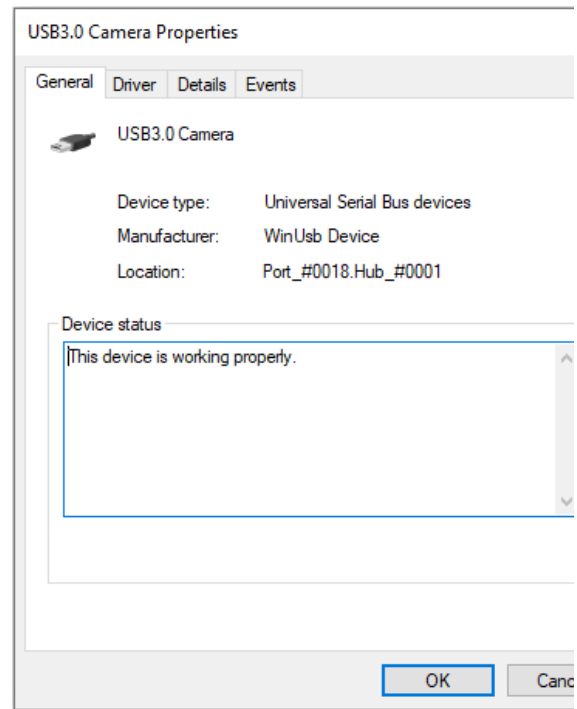 USB3.0 Camera Properties
General Driver Details Events
USB3.0 Camera
Device type: Universal Serial Bus devices
Manufacturer: WinUsb Device
Location: Port_#0018.Hub_#0001
Device status
This device is working properly.
OK Canc